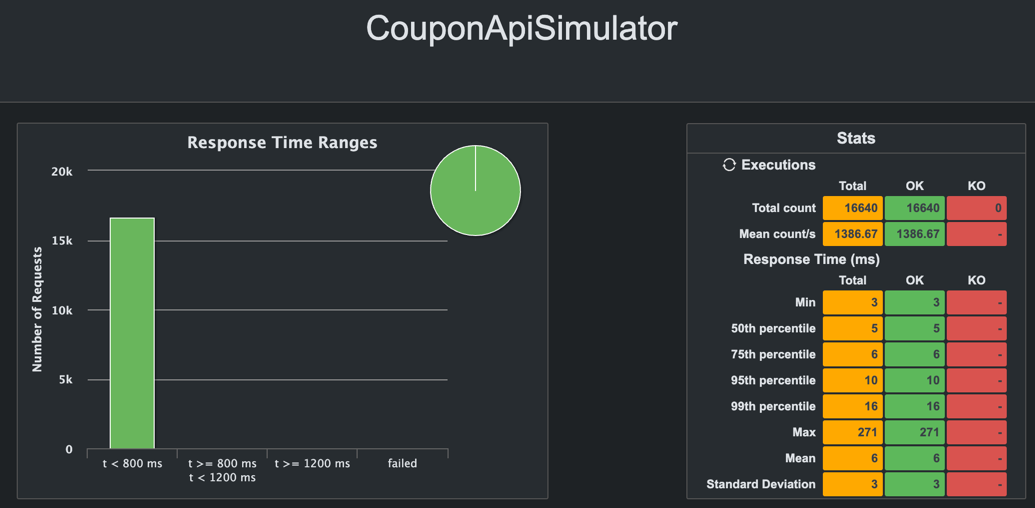 CouponApiSimulator
Response Time Ranges
Number of Requests
20k
15k
10k
5k
0
t < 800 ms
t >= 800 ms
t < 1200 ms
t >= 1200 ms
failed
Stats
Executions
Total OK KO
Total count 16640 16640 0
Mean count/s 1386.67 1386.67 -
Response Time (ms)
Total OK KO
Min 3 3 -
50th percentile 5 5 -
75th percentile 6 6 -
95th percentile 10 10 -
99th percentile 16 16 -
Max 271 271 -
Mean 6 6 -
Standard Deviation 3 3 -